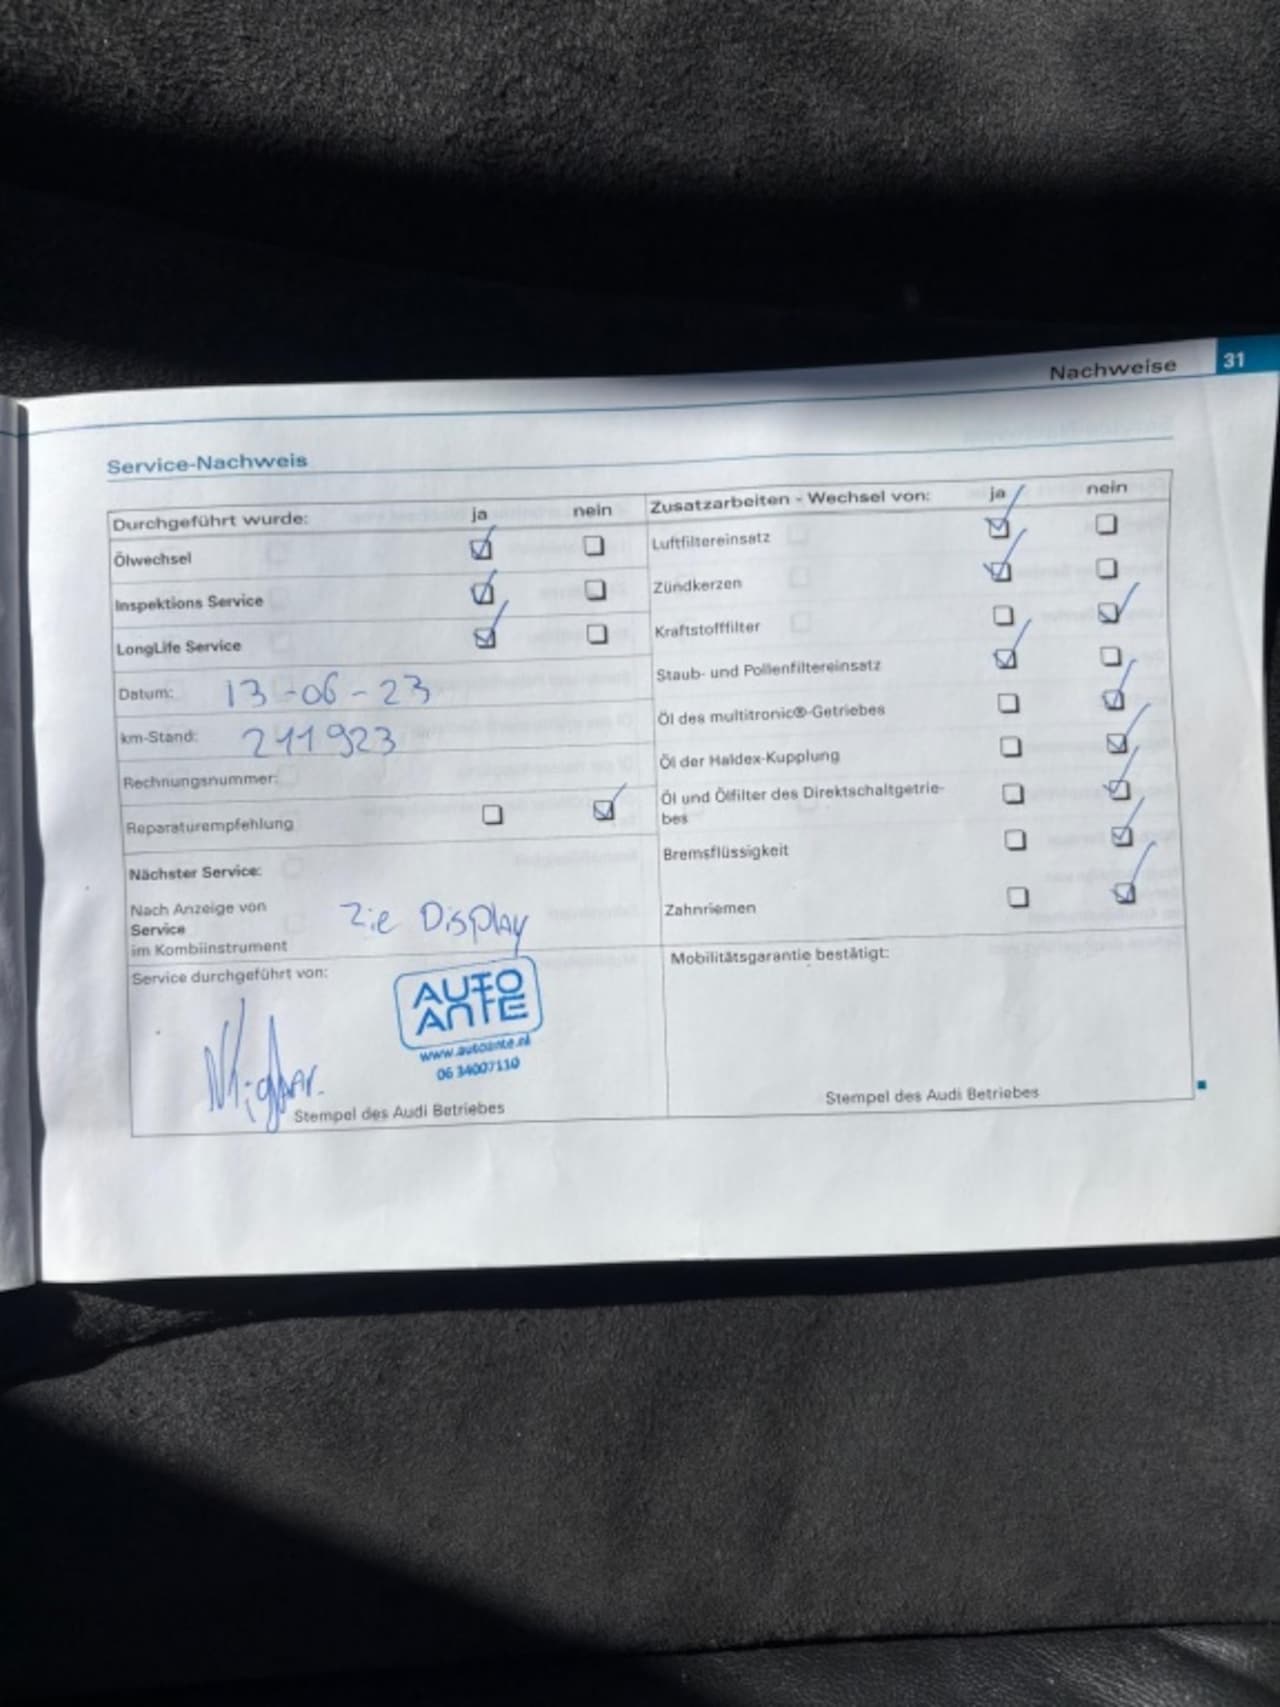 Nachweise 31
Service-Nachweis
Durchgeführt wurde: ja nein
Ölwechsel
Inspektions Service
LongLife Service
Datum: 13-06-23
km-Stand: 211923
Rechnungsnummer:
Reparaturempfehlung
Nächster Service:
Nach Anzeige von
Service
im Kombiinstrument
Zie Display
Service durchgeführt von:
AUTO
ANTE
www.autoante.nl
06 34007110
Stempel des Audi Betriebes
Zusatzarbeiten - Wechsel von: ja nein
Luftfiltereinsatz
Zündkerzen
Kraftstofffilter
Staub- und Pollenfiltereinsatz
Öl des multitronic®-Getriebes
Öl der Haldex-Kupplung
Öl und Ölfilter des Direktschaltgetrie-
bes
Bremsflüssigkeit
Zahnriemen
Mobilitätsgarantie bestätigt:
Stempel des Audi Betriebes